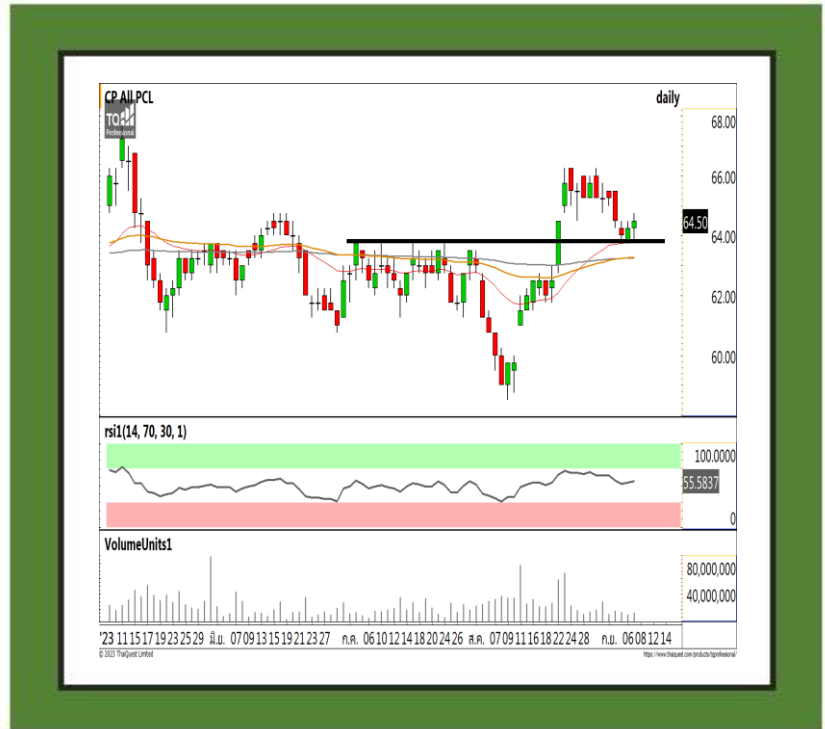 CP All PCL daily
TQ
Professional
68.00
66.00
64.50
64.00
62.00
60.00
rsi1(14, 70, 30, 1)
100.0000
55.5837
0
VolumeUnits1
80,000,000
40,000,000
'23 11 15 17 19 23 25 29 มิ.ย. 07 09 13 15 19 21 23 27 ก.ค. 06 10 12 14 18 20 24 26 ส.ค. 07 09 11 16 18 22 24 28 ก.ย. 06 08 12 14
© 2023 ThaiQuest Limited https://www.thaiquest.com/products/tqprofessional/